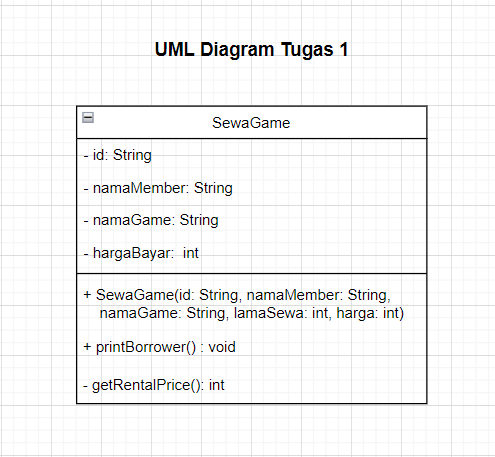 UML Diagram Tugas 1
SewaGame
- id: String
- namaMember: String
- namaGame: String
- hargaBayar: int
+ SewaGame(id: String, namaMember: String,
namaGame: String, lamaSewa: int, harga: int)
+ printBorrower() : void
- getRentalPrice(): int